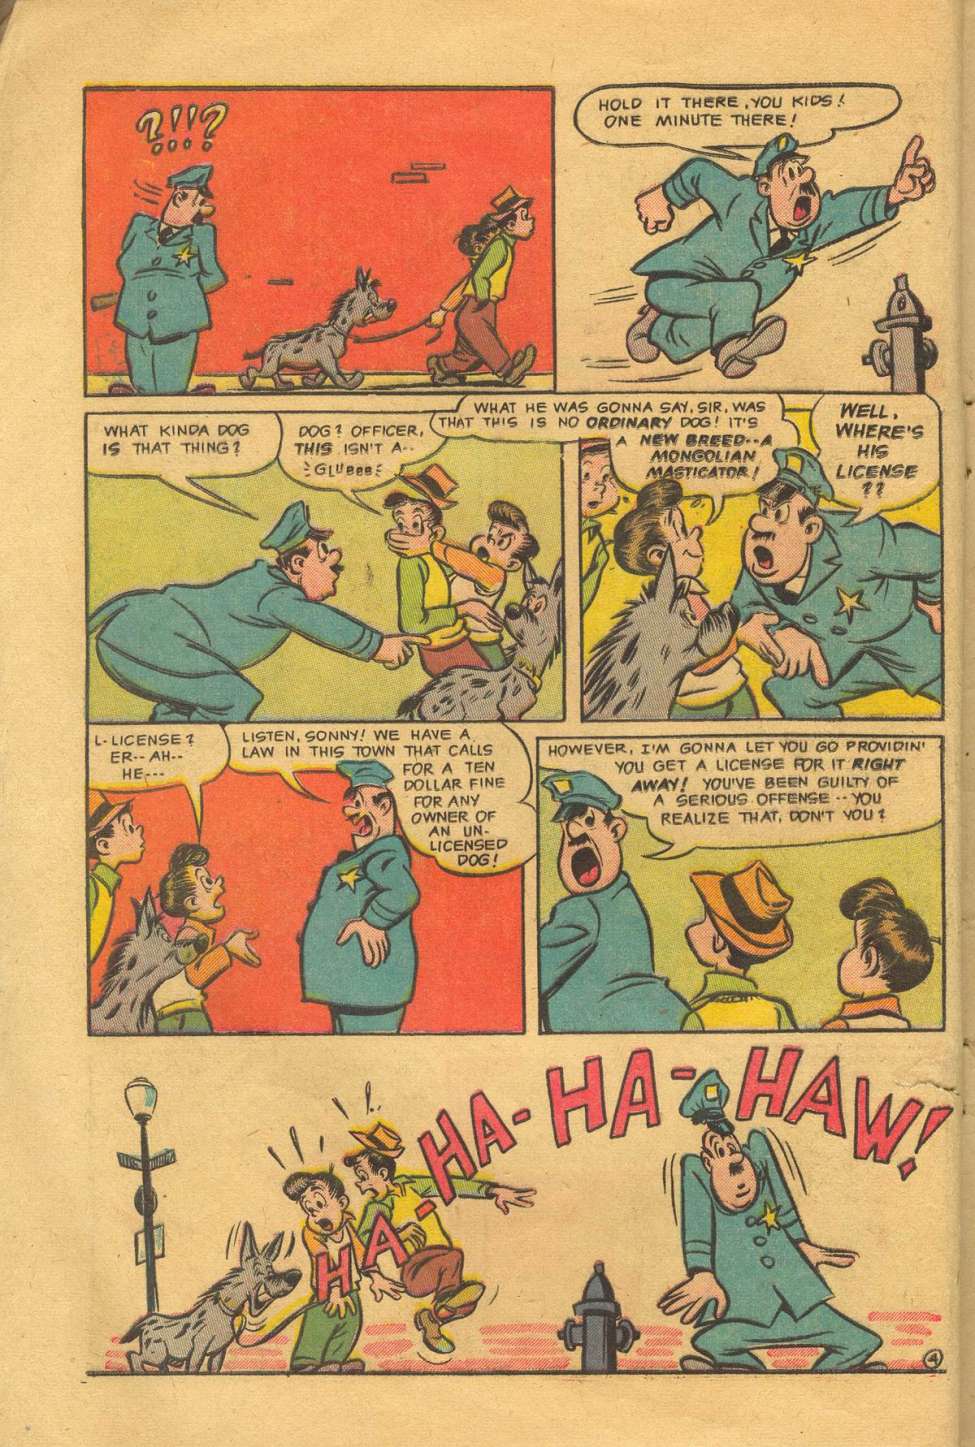 ?!!?
HOLD IT THERE, YOU KIDS!
ONE MINUTE THERE!
WHAT KINDA DOG
IS THAT THING?
DOG? OFFICER,
THIS ISN'T A--
GLUBBB
WHAT HE WAS GONNA SAY, SIR, WAS
THAT THIS IS NO ORDINARY DOG! IT'S
A NEW BREED--A
MONGOLIAN
MASTICATOR!
WELL,
WHERE'S
HIS
LICENSE
??
L-LICENSE?
ER--AH--
HE---
LISTEN, SONNY! WE HAVE A
LAW IN THIS TOWN THAT CALLS
FOR A TEN
DOLLAR FINE
FOR ANY
OWNER OF
AN UN-
LICENSED
DOG!
HOWEVER, I'M GONNA LET YOU GO PROVIDIN'
YOU GET A LICENSE FOR IT RIGHT
AWAY! YOU'VE BEEN GUILTY OF
A SERIOUS OFFENSE--YOU
REALIZE THAT, DON'T YOU?
HA-HA-HA-HA-HAW!
4